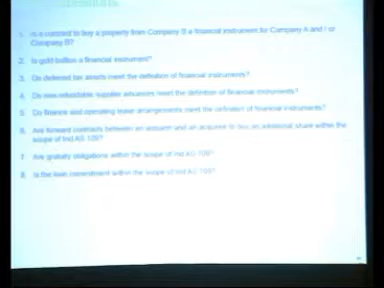 1. is a contract to buy a property from Company B a financial instrument for Company A and / or
Company B?
2. Is gold bullion a financial instrument?
3. Do deferred tax assets meet the definition of financial instruments?
4. Do non-refundable supplier advances meet the definition of financial instruments?
5. Do finance and operating lease arrangements meet the definition of financial instruments?
6. Are forward contracts between an acquirer and an acquiree to buy an additional share within the
scope of Ind AS 109?
7. Are gratuity obligations within the scope of Ind AS 109?
8. Is the loan commitment within the scope of Ind AS 109?